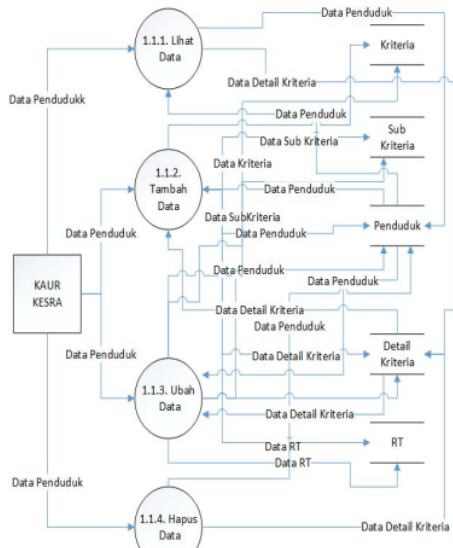 Data Penduduk
1.1.1. Lihat
Data
Kriteria
Data Detail Kriteria
Data Pendudukk
Data Penduduk
Sub
Kriteria
Data Sub Kriteria
1.1.2.
Tambah
Data
Data Kriteria
Data Penduduk
Data SubKriteria
Penduduk
Data Penduduk
Data Penduduk
KAUR
KESRA
Data Penduduk
Data Penduduk
Data Detail Kriteria
Data Penduduk
Detail
Kriteria
Data Penduduk
Data Detail Kriteria
1.1.3. Ubah
Data
Data Detail Kriteria
RT
Data RT
Data RT
Data Penduduk
1.1.4. Hapus
Data
Data Detail Kriteria